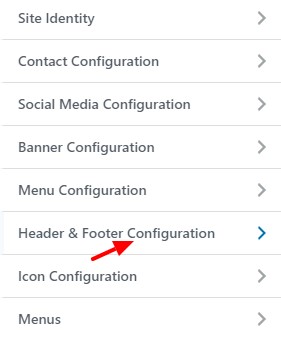 Site Identity
Contact Configuration
Social Media Configuration
Banner Configuration
Menu Configuration
Header & Footer Configuration
Icon Configuration
Menus